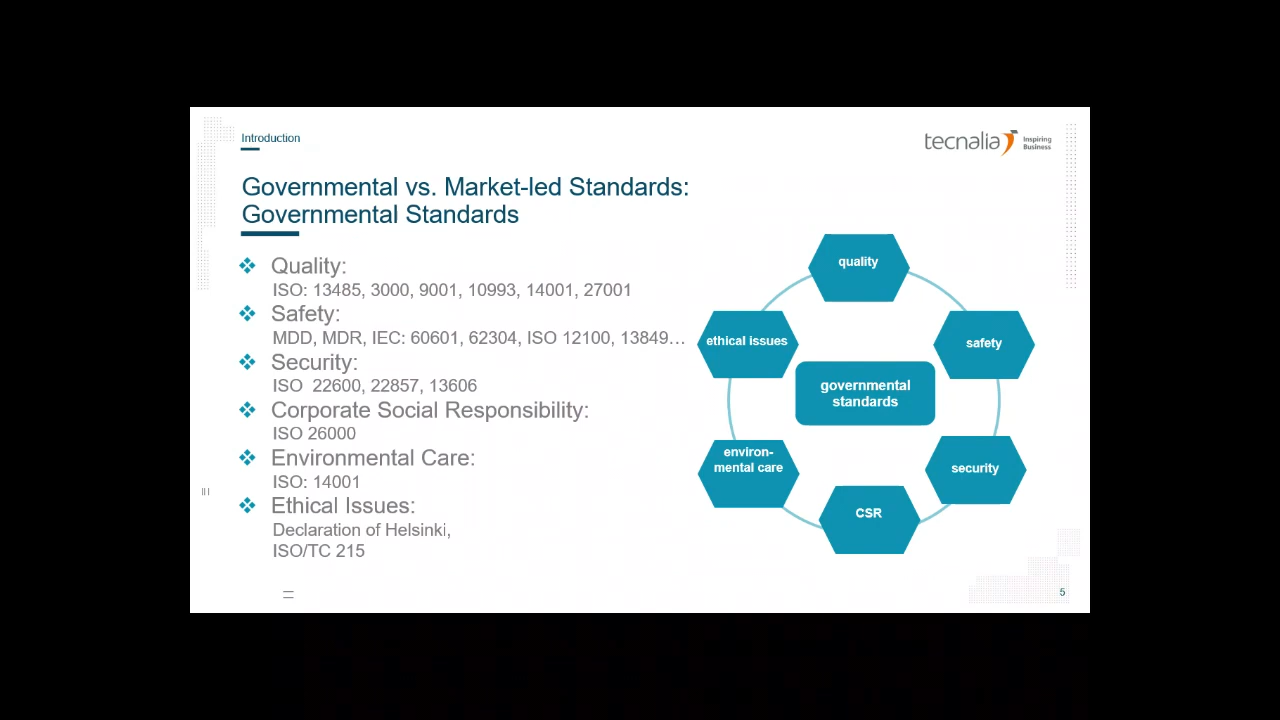 Introduction
tecnalia Inspiring
Business
Governmental vs. Market-led Standards:
Governmental Standards
Quality:
ISO: 13485, 3000, 9001, 10993, 14001, 27001
Safety:
MDD, MDR, IEC: 60601, 62304, ISO 12100, 13849…
Security:
ISO  22600, 22857, 13606
Corporate Social Responsibility:
ISO 26000
Environmental Care:
ISO: 14001
Ethical Issues:
Declaration of Helsinki,
ISO/TC 215
quality
ethical issues
safety
governmental
standards
environ-
mental care
security
CSR
5